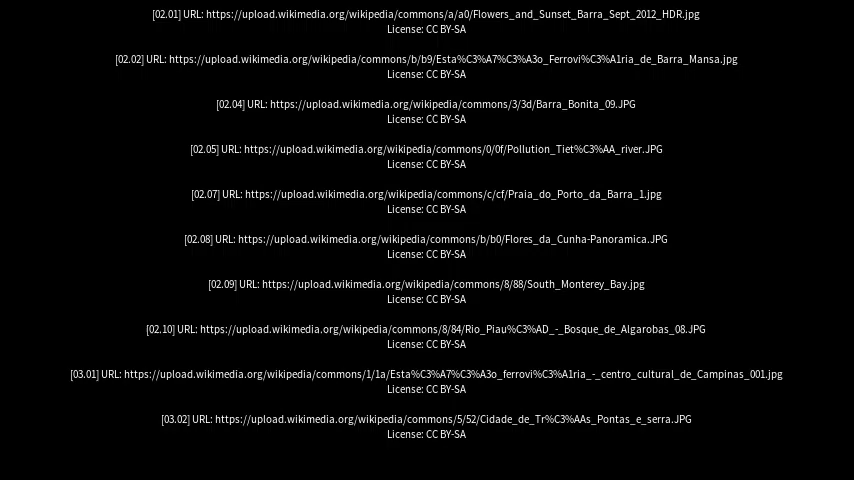 [02.01] URL: https://upload.wikimedia.org/wikipedia/commons/a/a0/Flowers_and_Sunset_Barra_Sept_2012_HDR.jpg
License: CC BY-SA
[02.02] URL: https://upload.wikimedia.org/wikipedia/commons/b/b9/Esta%C3%A7%C3%A3o_Ferrovi%C3%A1ria_de_Barra_Mansa.jpg
License: CC BY-SA
[02.04] URL: https://upload.wikimedia.org/wikipedia/commons/3/3d/Barra_Bonita_09.JPG
License: CC BY-SA
[02.05] URL: https://upload.wikimedia.org/wikipedia/commons/0/0f/Pollution_Tiet%C3%AA_river.JPG
License: CC BY-SA
[02.07] URL: https://upload.wikimedia.org/wikipedia/commons/c/cf/Praia_do_Porto_da_Barra_1.jpg
License: CC BY-SA
[02.08] URL: https://upload.wikimedia.org/wikipedia/commons/b/b0/Flores_da_Cunha-Panoramica.JPG
License: CC BY-SA
[02.09] URL: https://upload.wikimedia.org/wikipedia/commons/8/88/South_Monterey_Bay.jpg
License: CC BY-SA
[02.10] URL: https://upload.wikimedia.org/wikipedia/commons/8/84/Rio_Piau%C3%AD_-_Bosque_de_Algarobas_08.JPG
License: CC BY-SA
[03.01] URL: https://upload.wikimedia.org/wikipedia/commons/1/1a/Esta%C3%A7%C3%A3o_ferrovi%C3%A1ria_-_centro_cultural_de_Campinas_001.jpg
License: CC BY-SA
[03.02] URL: https://upload.wikimedia.org/wikipedia/commons/5/52/Cidade_de_Tr%C3%AAs_Pontas_e_serra.JPG
License: CC BY-SA